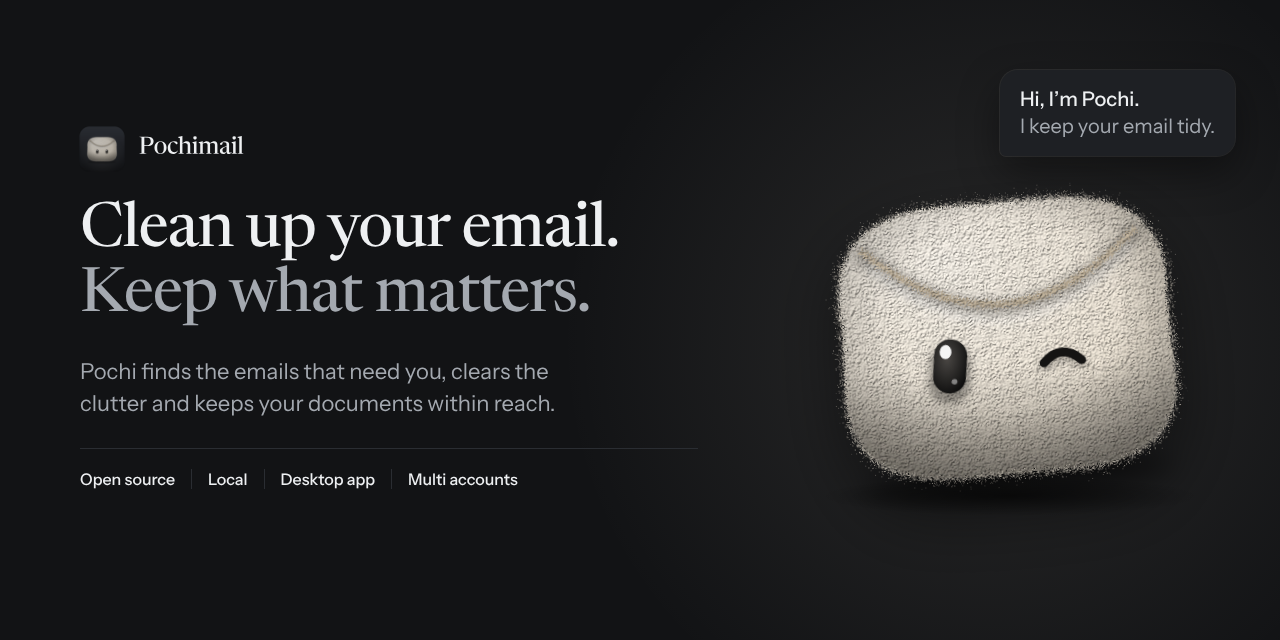 Pochimail
Clean up your email.
Keep what matters.
Pochi finds the emails that need you, clears the
clutter and keeps your documents within reach.
Open source
Local
Desktop app
Multi accounts
Hi, I’m Pochi.
I keep your email tidy.